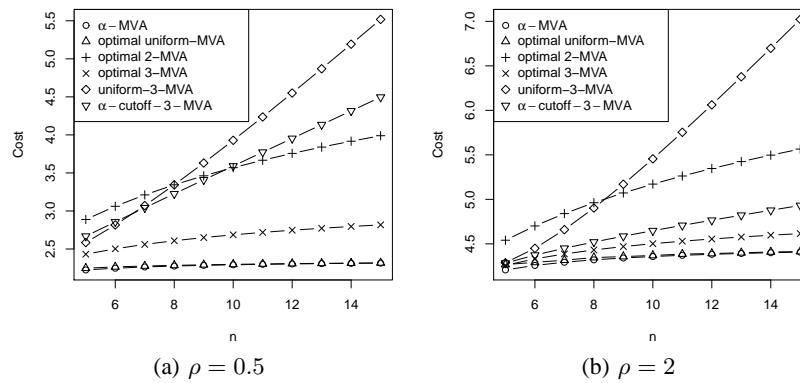 α− MVA
optimal uniform−MVA
optimal 2−MVA
optimal 3−MVA
uniform−3−MVA
α−cutoff−3−MVA
5.5
5.0
4.5
4.0
3.5
3.0
2.5
Cost
6 8 10 12 14
n
(a) ρ = 0.5
α− MVA
optimal uniform−MVA
optimal 2−MVA
optimal 3−MVA
uniform−3−MVA
α−cutoff−3−MVA
7.0
6.5
6.0
5.5
5.0
4.5
Cost
6 8 10 12 14
n
(b) ρ = 2